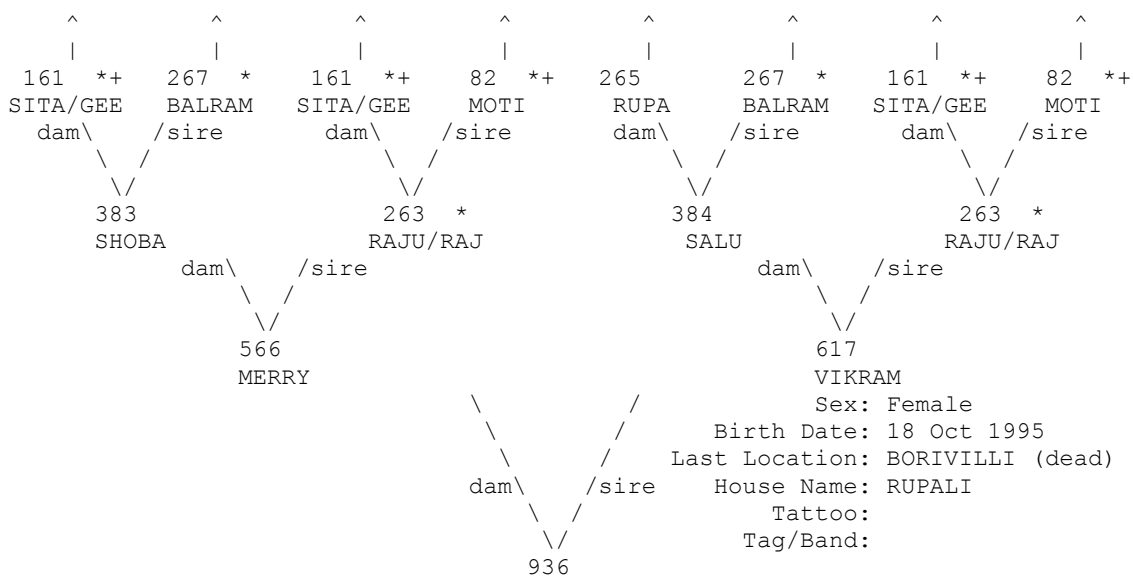 ^ ^ ^ ^ ^ ^ ^ ^
| | | | | | | |
161 *+ 267 * 161 *+ 82 *+ 265 267 * 161 *+ 82 *+
SITA/GEE BALRAM SITA/GEE MOTI RUPA BALRAM SITA/GEE MOTI
dam\ /sire dam\ /sire dam\ /sire dam\ /sire
\ / \ / \ / \ /
\/ \/ \/ \/
383 263 * 384 263 *
SHOBA RAJU/RAJ SALU RAJU/RAJ
dam\ /sire dam\ /sire
\ / \ /
\/ \/
566 617
MERRY VIKRAM
\ / Sex: Female
\ / Birth Date: 18 Oct 1995
\ / Last Location: BORIVILLI (dead)
dam\ /sire House Name: RUPALI
\ / Tattoo:
\/ Tag/Band:
936